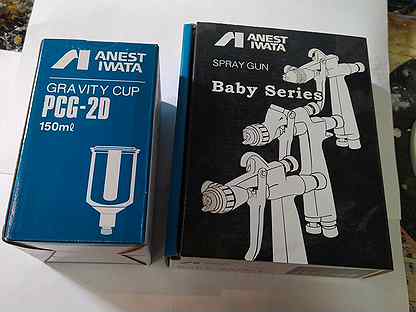 ANEST
IWATA
GRAVITY CUP
PCG-2D
150mℓ
ANEST
IWATA
SPRAY GUN
Baby Series